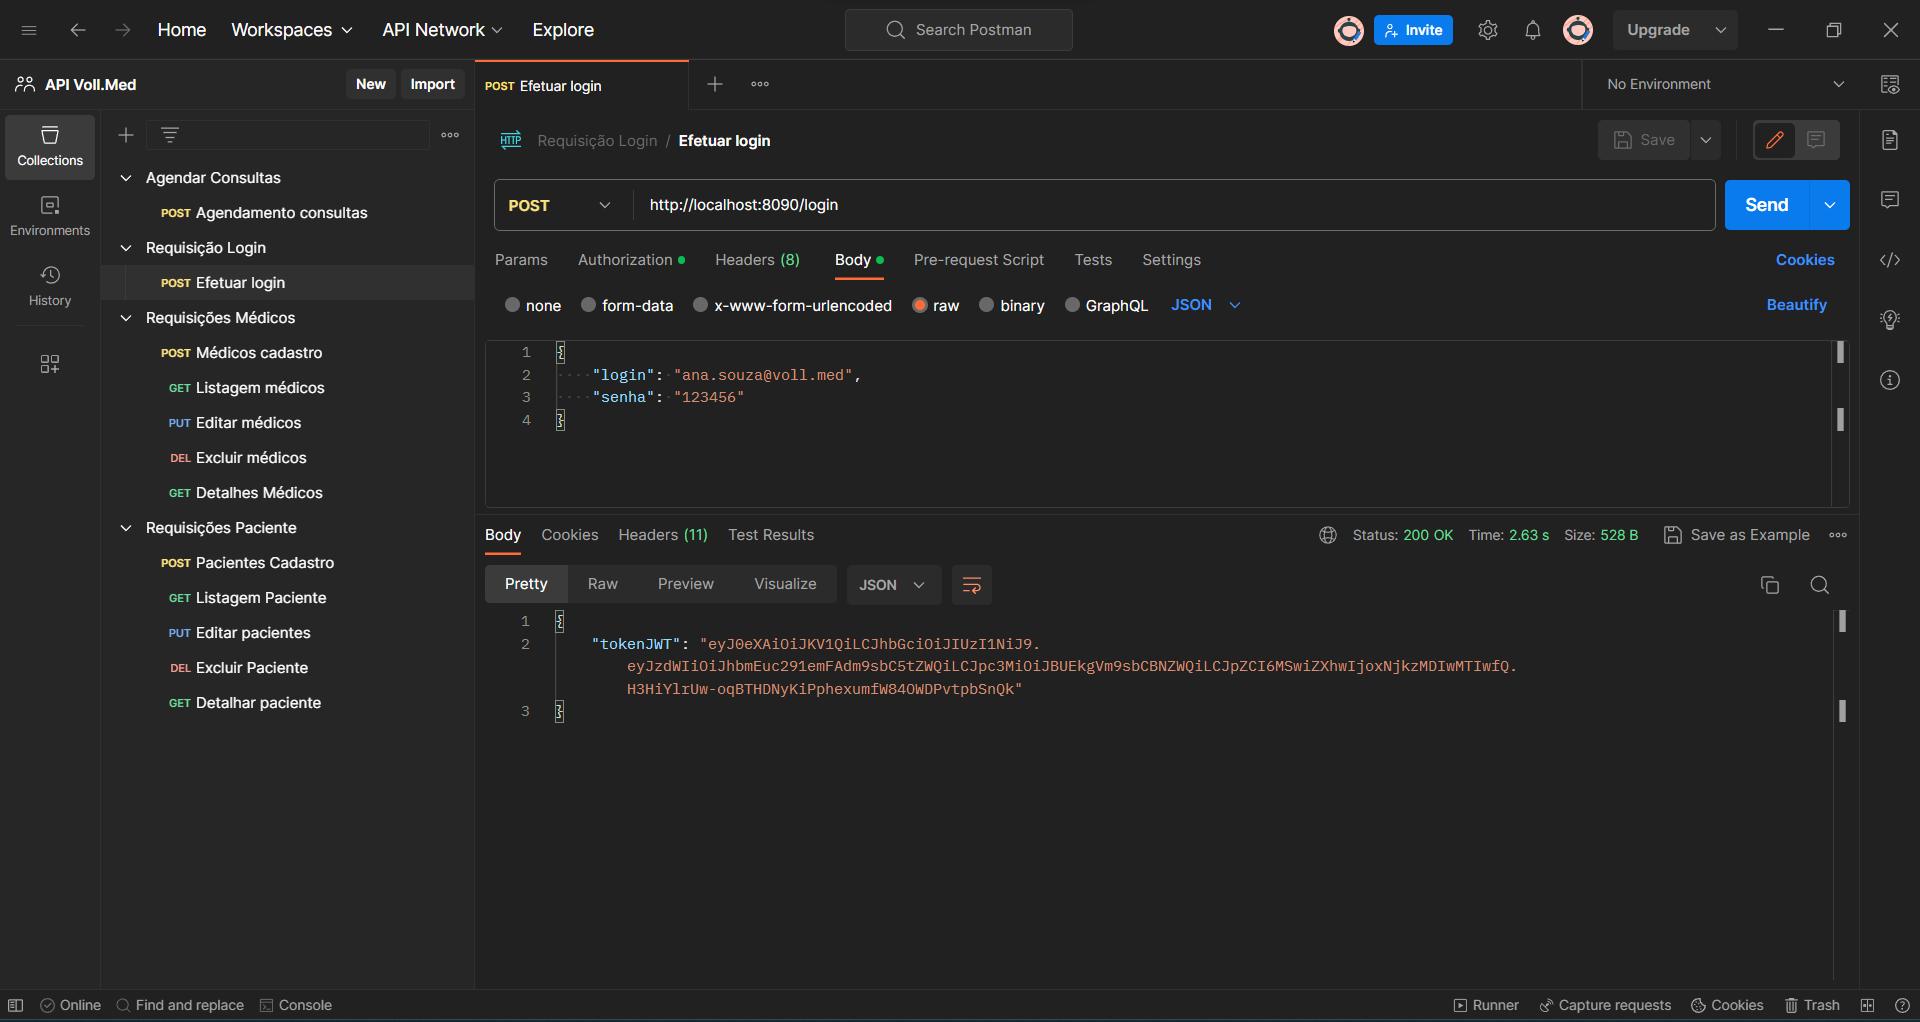 Home Workspaces API Network Explore Search Postman Invite Upgrade
API Voll.Med New Import POST Efetuar login No Environment
Collections
Environments
History
Agendar Consultas
POST Agendamento consultas
Requisição Login
POST Efetuar login
Requisições Médicos
POST Médicos cadastro
GET Listagem médicos
PUT Editar médicos
DEL Excluir médicos
GET Detalhes Médicos
Requisições Paciente
POST Pacientes Cadastro
GET Listagem Paciente
PUT Editar pacientes
DEL Excluir Paciente
GET Detalhar paciente
HTTP Requisição Login / Efetuar login Save
POST http://localhost:8090/login Send
Params Authorization Headers (8) Body Pre-request Script Tests Settings Cookies
none form-data x-www-form-urlencoded raw binary GraphQL JSON Beautify
1 {
2 "login": "ana.souza@voll.med",
3 "senha": "123456"
4 }
Body Cookies Headers (11) Test Results Status: 200 OK Time: 2.63 s Size: 528 B Save as Example
Pretty Raw Preview Visualize JSON
1 {
2 "tokenJWT": "eyJ0eXAiOiJKV1QiLCJhbGciOiJIUzI1NiJ9.
eyJzdWIiOiJhbmEuc291emFAdm9sbC5tZWQiLCJpc3MiOiJBUEkgVm9sbCBNZWQiLCJpZCI6MSwiZXhwIjoxNjkzMDIwMTIwfQ.
H3HiYlrUw-oqBTHDNyKiPphexumfW84OWDPvtpbSnQk"
3 }
Online Find and replace Console Runner Capture requests Cookies Trash